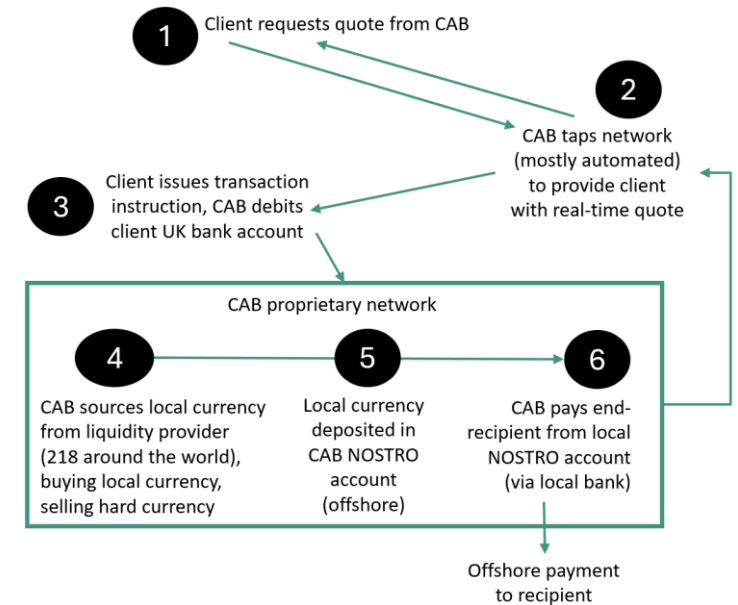 1
Client requests quote from CAB
2
CAB taps network
(mostly automated)
to provide client
with real-time quote
3
Client issues transaction
instruction, CAB debits
client UK bank account
CAB proprietary network
4
CAB sources local currency
from liquidity provider
(218 around the world),
buying local currency,
selling hard currency
5
Local currency
deposited in
CAB NOSTRO
account
(offshore)
6
CAB pays end-
recipient from local
NOSTRO account
(via local bank)
Offshore payment
to recipient